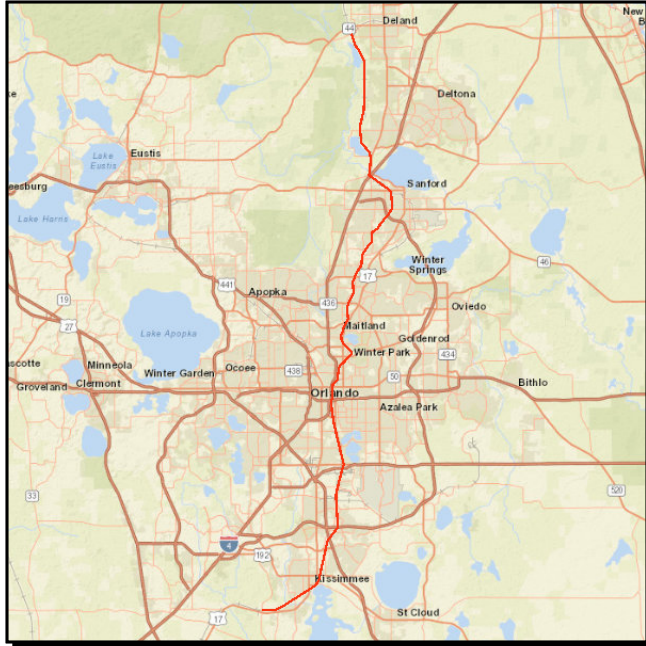 44
Deland
New
B
Deltona
ke
Lake
Eustis
Eustis
Sanford
eesburg
Lake Harris
Winter
Springs
46
17
441
Apopka
436
Oviedo
19
27
Lake Apopka
Maitland
Goldenrod
434
ascotte
Minneola
Winter Park
Ocoee
438
50
Groveland
Clermont
Winter Garden
Orlando
Bithlo
Azalea Park
33
520
4
192
Kissimmee
17
St Cloud